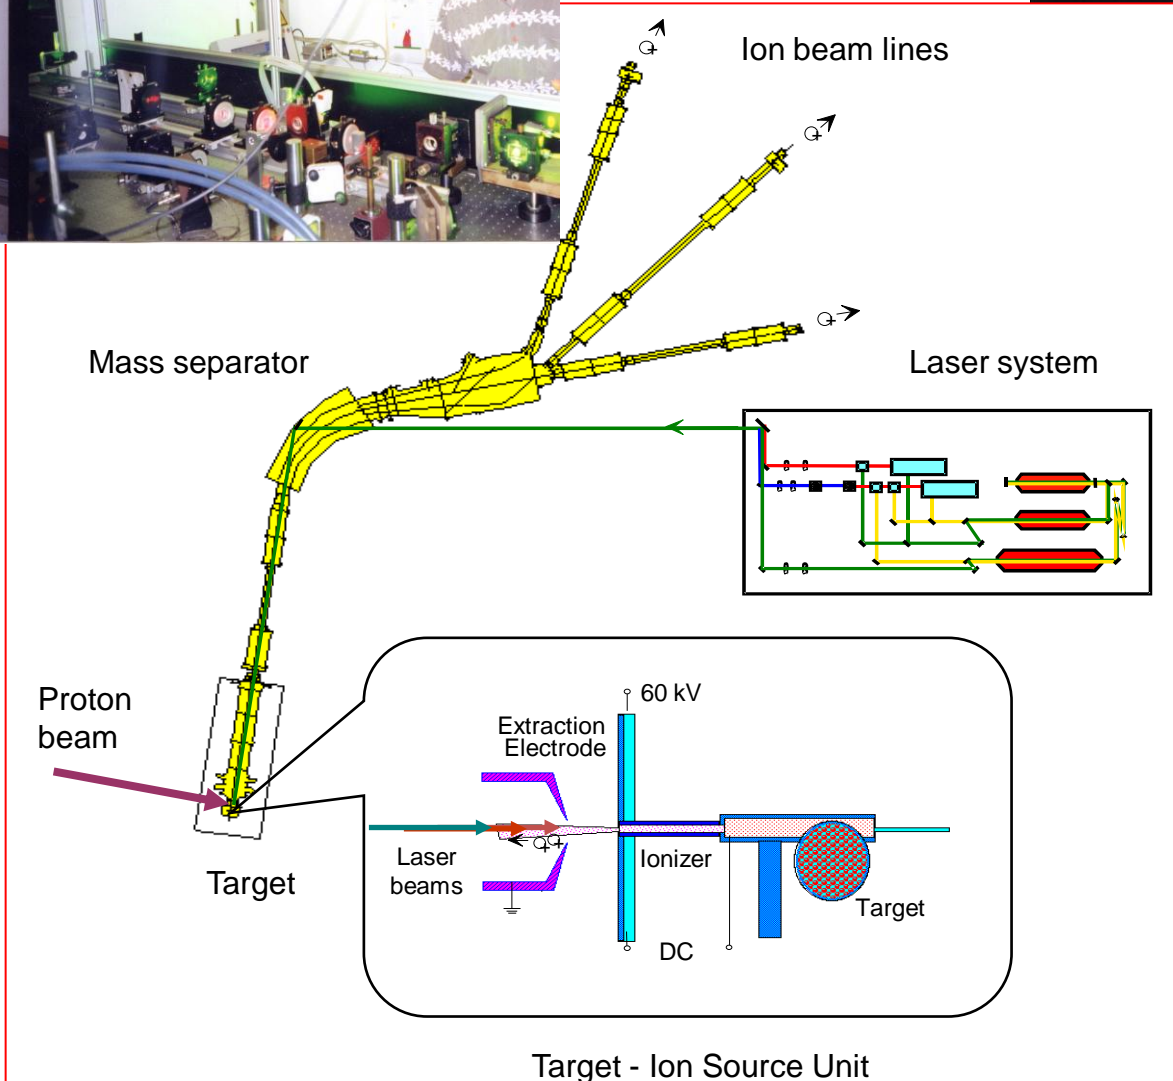 Ion beam lines
Mass separator
Laser system
Proton
beam
Target
60 kV
Extraction
Electrode
Laser
beams
Ionizer
Target
DC
Target - Ion Source Unit